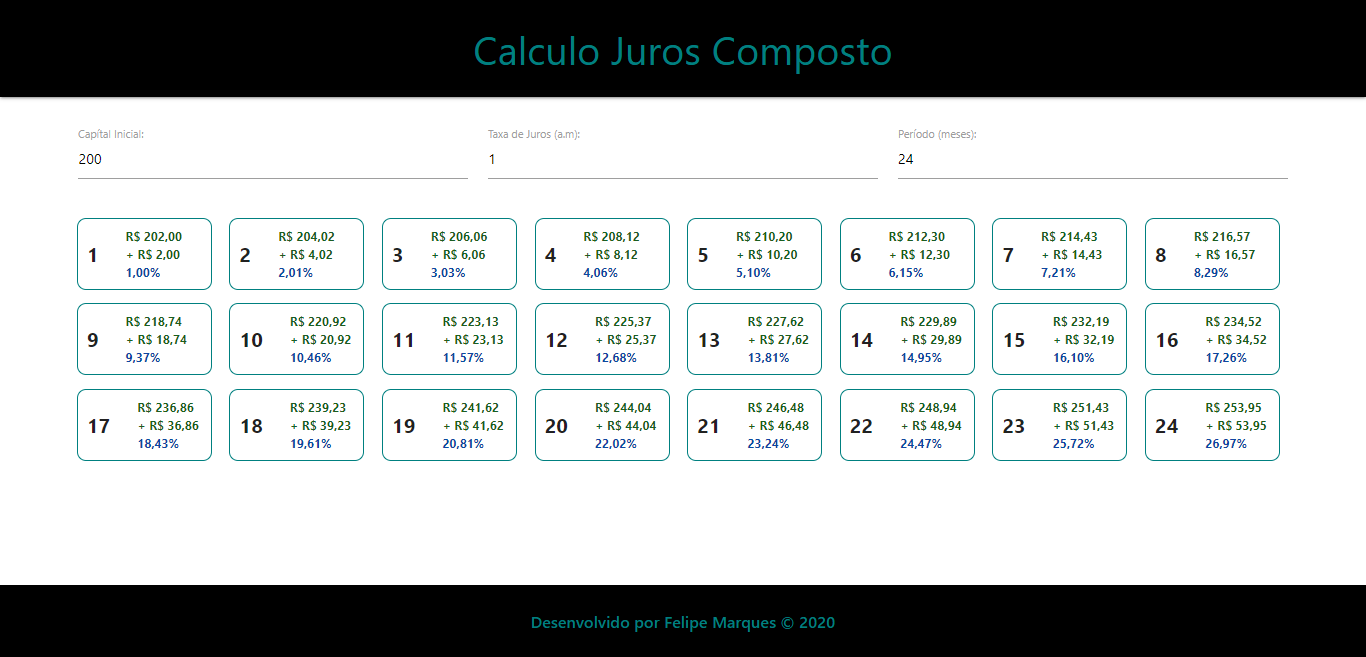 Calculo Juros Composto
Capítal Inicial:
Taxa de Juros (a.m):
Período (meses):
200
1
24
1
R$ 202,00
+ R$ 2,00
1,00%
2
R$ 204,02
+ R$ 4,02
2,01%
3
R$ 206,06
+ R$ 6,06
3,03%
4
R$ 208,12
+ R$ 8,12
4,06%
5
R$ 210,20
+ R$ 10,20
5,10%
6
R$ 212,30
+ R$ 12,30
6,15%
7
R$ 214,43
+ R$ 14,43
7,21%
8
R$ 216,57
+ R$ 16,57
8,29%
9
R$ 218,74
+ R$ 18,74
9,37%
10
R$ 220,92
+ R$ 20,92
10,46%
11
R$ 223,13
+ R$ 23,13
11,57%
12
R$ 225,37
+ R$ 25,37
12,68%
13
R$ 227,62
+ R$ 27,62
13,81%
14
R$ 229,89
+ R$ 29,89
14,95%
15
R$ 232,19
+ R$ 32,19
16,10%
16
R$ 234,52
+ R$ 34,52
17,26%
17
R$ 236,86
+ R$ 36,86
18,43%
18
R$ 239,23
+ R$ 39,23
19,61%
19
R$ 241,62
+ R$ 41,62
20,81%
20
R$ 244,04
+ R$ 44,04
22,02%
21
R$ 246,48
+ R$ 46,48
23,24%
22
R$ 248,94
+ R$ 48,94
24,47%
23
R$ 251,43
+ R$ 51,43
25,72%
24
R$ 253,95
+ R$ 53,95
26,97%
Desenvolvido por Felipe Marques © 2020